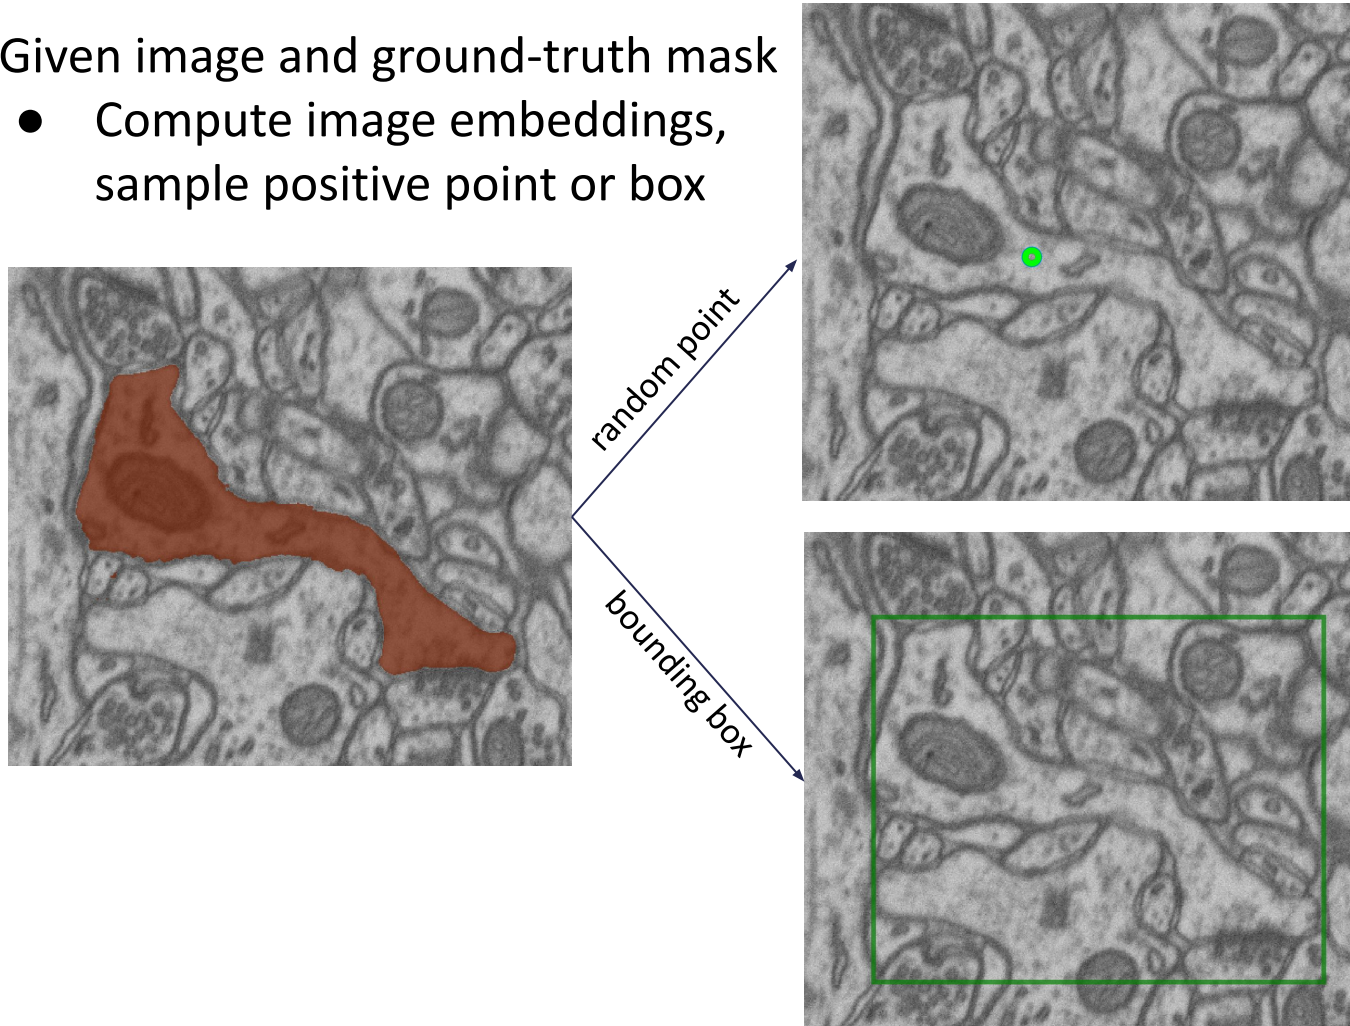 Given image and ground-truth mask
● Compute image embeddings,
sample positive point or box
random point
bounding box